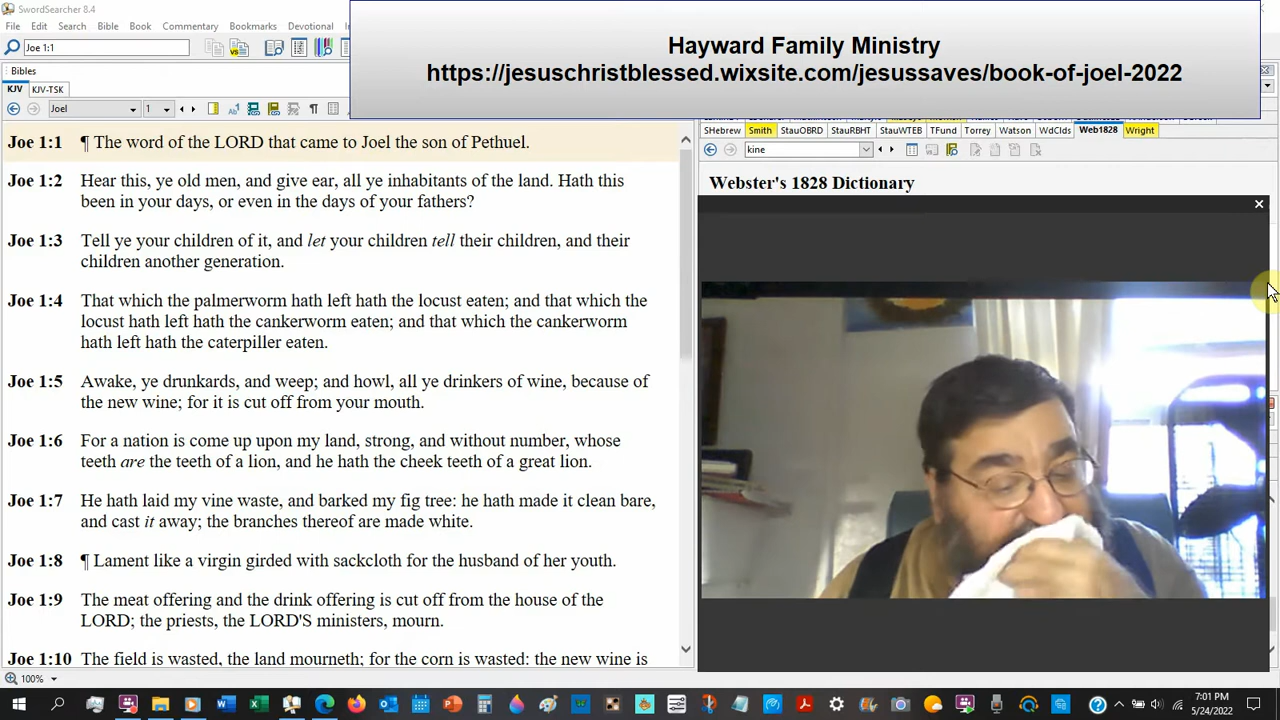 SwordSearcher 8.4
File Edit Search Bible Book Commentary Bookmarks Devotional
Hayward Family Ministry
https://jesuschristblessed.wixsite.com/jesussaves/book-of-joel-2022
Joe 1:1
Bibles
KJV KJV-TSK
Joel 1
SHebrew Smith StauOBRD StauRBHT StauWTEB TFund Torrey Watson WdClds Web1828 Wright
kine
Webster's 1828 Dictionary
Joe 1:1 ¶ The word of the LORD that came to Joel the son of Pethuel.
Joe 1:2 Hear this, ye old men, and give ear, all ye inhabitants of the land. Hath this
been in your days, or even in the days of your fathers?
Joe 1:3 Tell ye your children of it, and let your children tell their children, and their
children another generation.
Joe 1:4 That which the palmerworm hath left hath the locust eaten; and that which the
locust hath left hath the cankerworm eaten; and that which the cankerworm
hath left hath the caterpiller eaten.
Joe 1:5 Awake, ye drunkards, and weep; and howl, all ye drinkers of wine, because of
the new wine; for it is cut off from your mouth.
Joe 1:6 For a nation is come up upon my land, strong, and without number, whose
teeth are the teeth of a lion, and he hath the cheek teeth of a great lion.
Joe 1:7 He hath laid my vine waste, and barked my fig tree: he hath made it clean bare,
and cast it away; the branches thereof are made white.
Joe 1:8 ¶ Lament like a virgin girded with sackcloth for the husband of her youth.
Joe 1:9 The meat offering and the drink offering is cut off from the house of the
LORD; the priests, the LORD'S ministers, mourn.
Joe 1:10 The field is wasted, the land mourneth; for the corn is wasted: the new wine is
100%
7:01 PM
5/24/2022